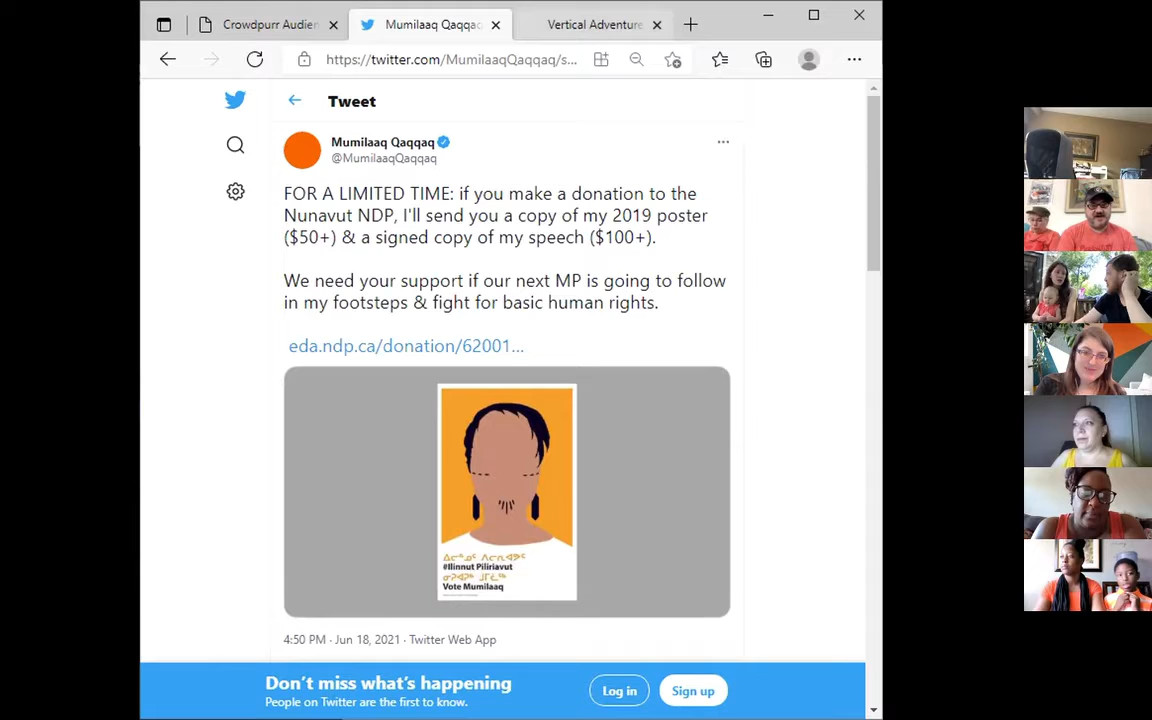 Crowdpurr Audien
Mumilaaq Qaqqaq
Vertical Adventure
https://twitter.com/MumilaaqQaqqaq/s...
Tweet
Mumilaaq Qaqqaq
@MumilaaqQaqqaq
FOR A LIMITED TIME: if you make a donation to the
Nunavut NDP, I'll send you a copy of my 2019 poster
($50+) & a signed copy of my speech ($100+).
We need your support if our next MP is going to follow
in my footsteps & fight for basic human rights.
eda.ndp.ca/donation/62001...
#Ilinnut Piliriavut
Vote Mumilaaq
4:50 PM · Jun 18, 2021 · Twitter Web App
Don't miss what's happening
People on Twitter are the first to know.
Log in
Sign up